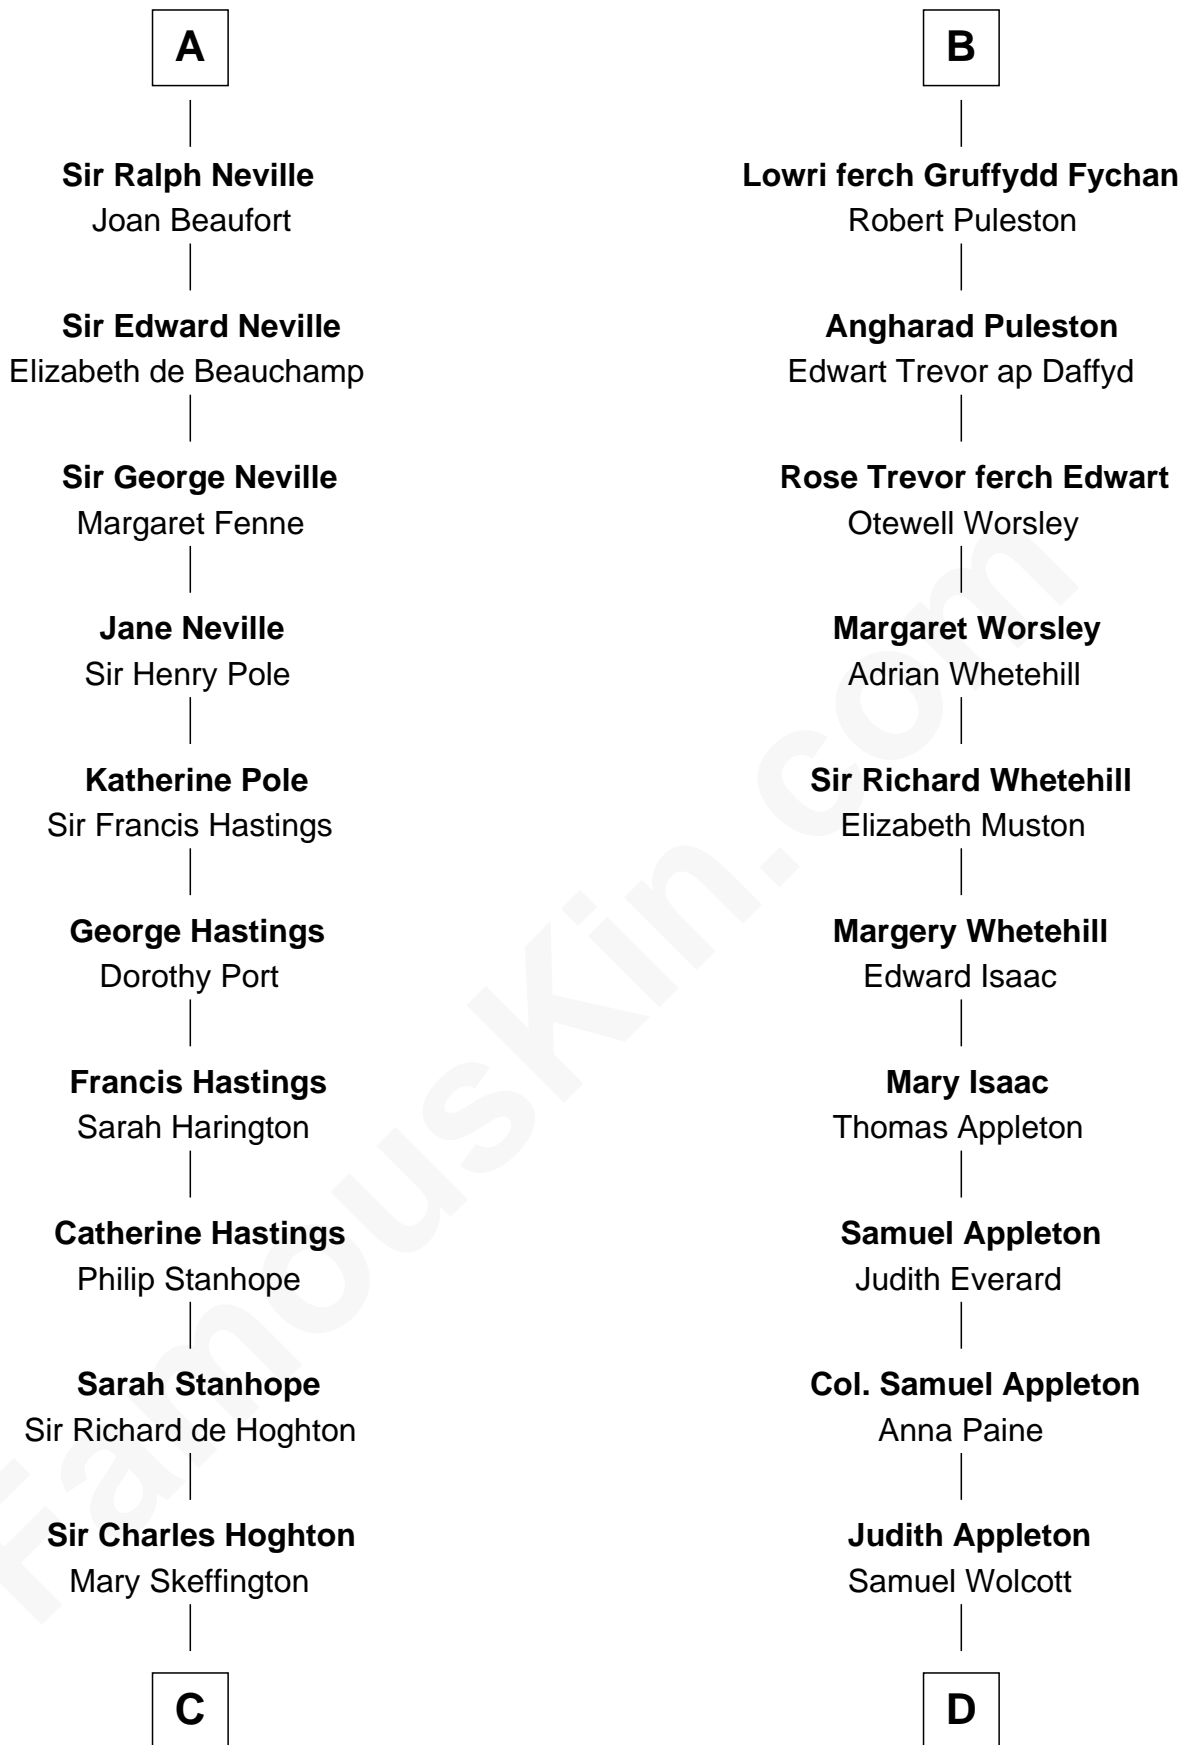 A
Sir Ralph Neville
Joan Beaufort
Sir Edward Neville
Elizabeth de Beauchamp
Sir George Neville
Margaret Fenne
Jane Neville
Sir Henry Pole
Katherine Pole
Sir Francis Hastings
George Hastings
Dorothy Port
Francis Hastings
Sarah Harington
Catherine Hastings
Philip Stanhope
Sarah Stanhope
Sir Richard de Hoghton
Sir Charles Hoghton
Mary Skeffington
C
B
Lowri ferch Gruffydd Fychan
Robert Puleston
Angharad Puleston
Edwart Trevor ap Daffyd
Rose Trevor ferch Edwart
Otewell Worsley
Margaret Worsley
Adrian Whetehill
Sir Richard Whetehill
Elizabeth Muston
Margery Whetehill
Edward Isaac
Mary Isaac
Thomas Appleton
Samuel Appleton
Judith Everard
Col. Samuel Appleton
Anna Paine
Judith Appleton
Samuel Wolcott
D
FamousKin.com